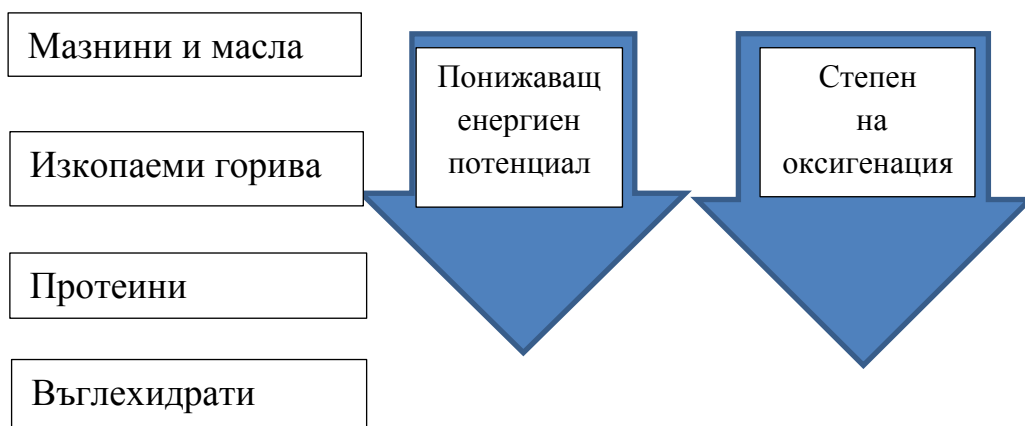 Мазнини и масла
Изкопаеми горива
Протеини
Въглехидрати
Понижаващ
енергиен
потенциал
Степен
на
оксигенация